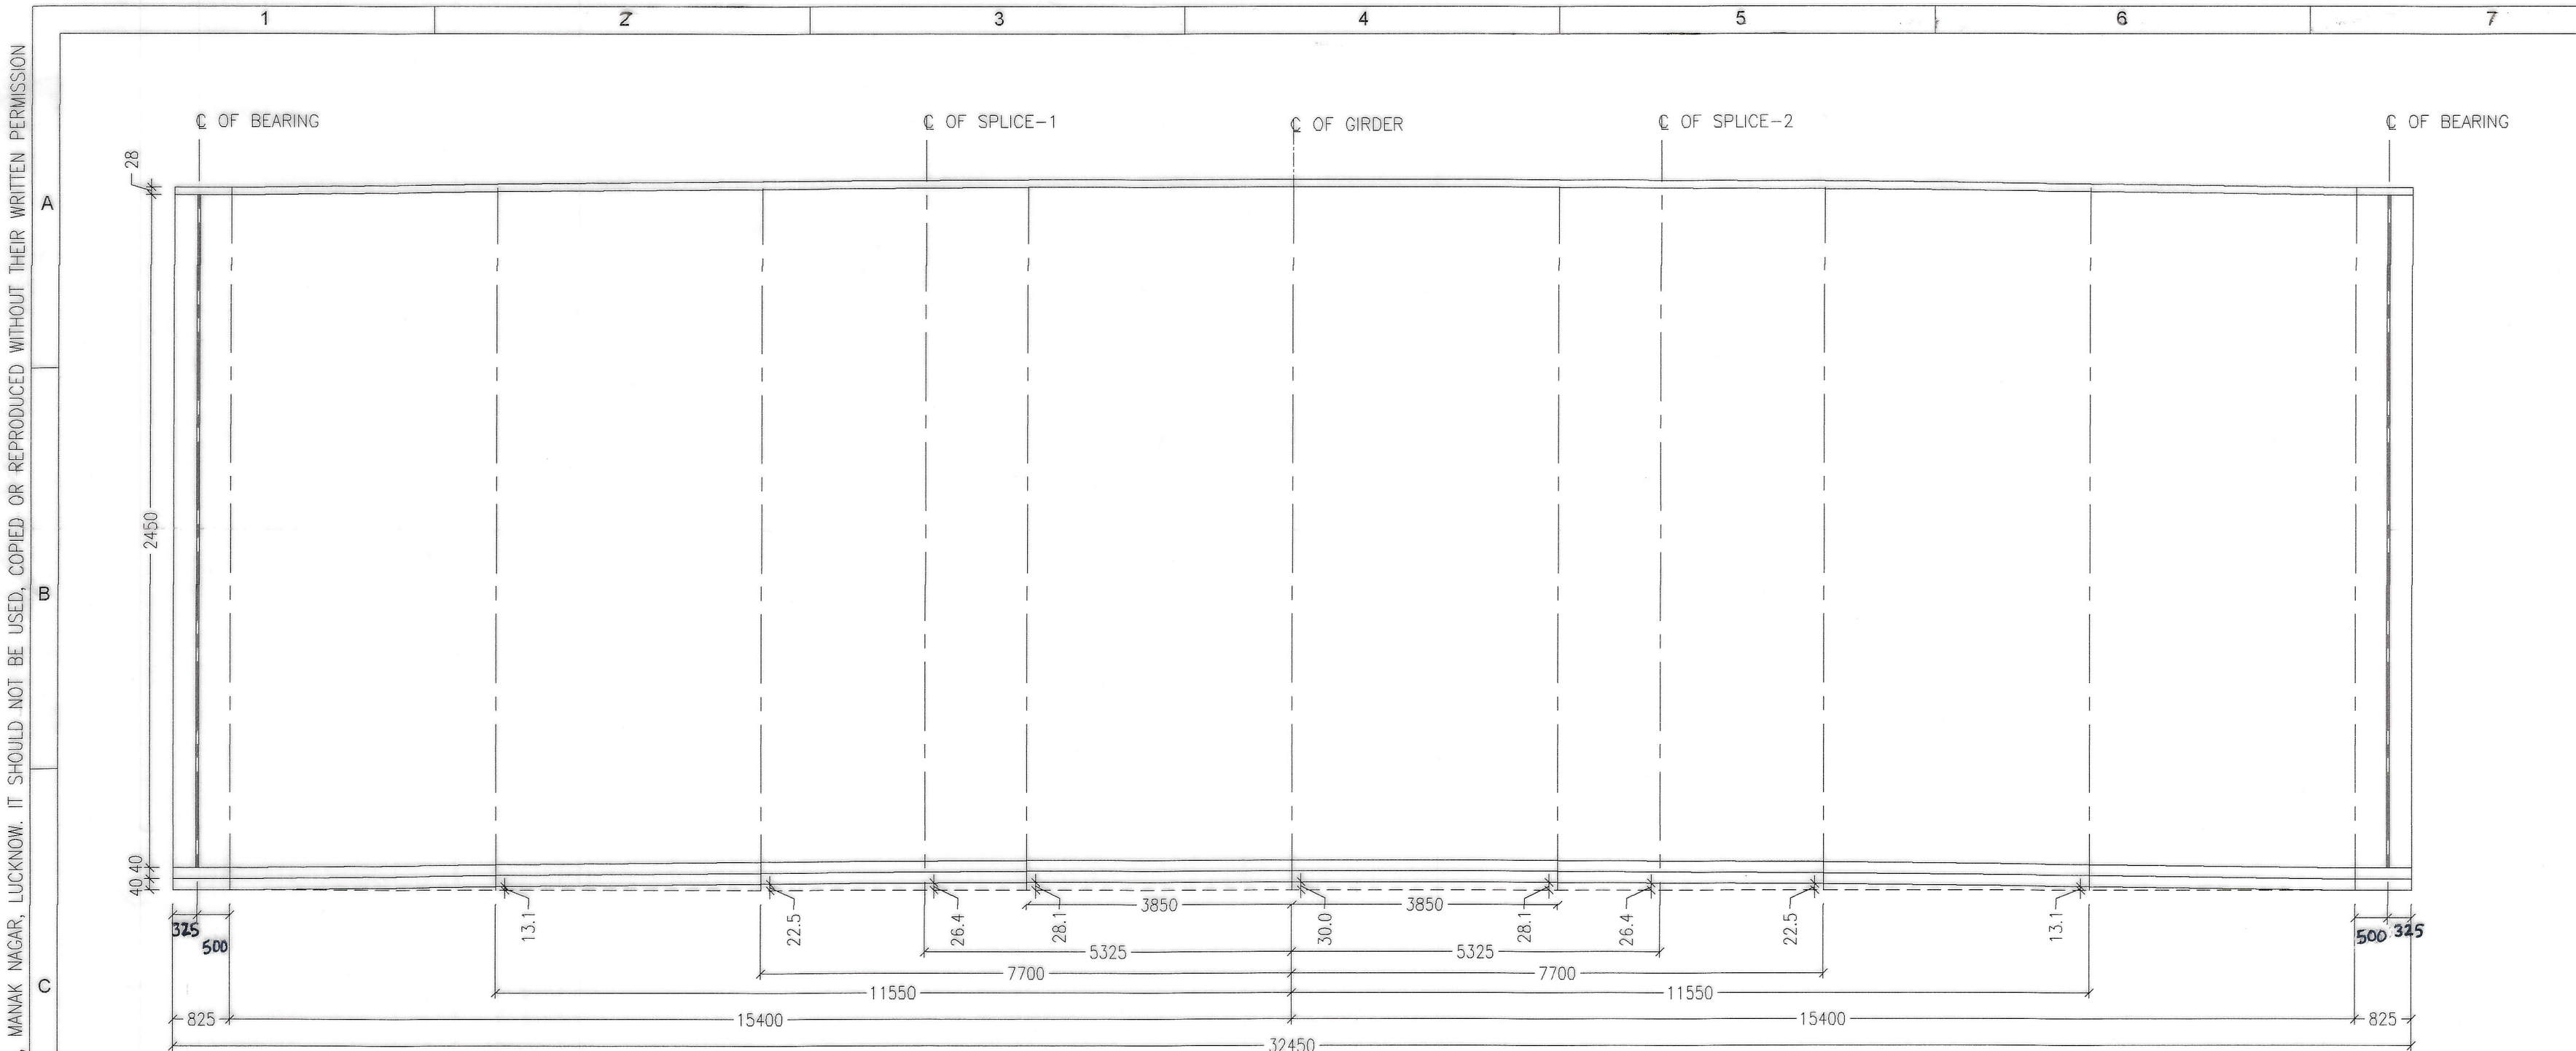 1 2 3 4 5 6 7
MANAK NAGAR, LUCKNOW. IT SHOULD NOT BE USED, COPIED OR REPRODUCED WITHOUT THEIR WRITTEN PERMISSION
℄ OF BEARING ℄ OF SPLICE-1 ℄ OF GIRDER ℄ OF SPLICE-2 ℄ OF BEARING
28
A
2450
B
40 40
13.1 22.5 26.4 28.1 30.0 28.1 26.4 22.5 13.1
3850 3850
325 500 500 325
5325 5325
7700 7700
C
11550 11550
825 15400 15400 825
32450